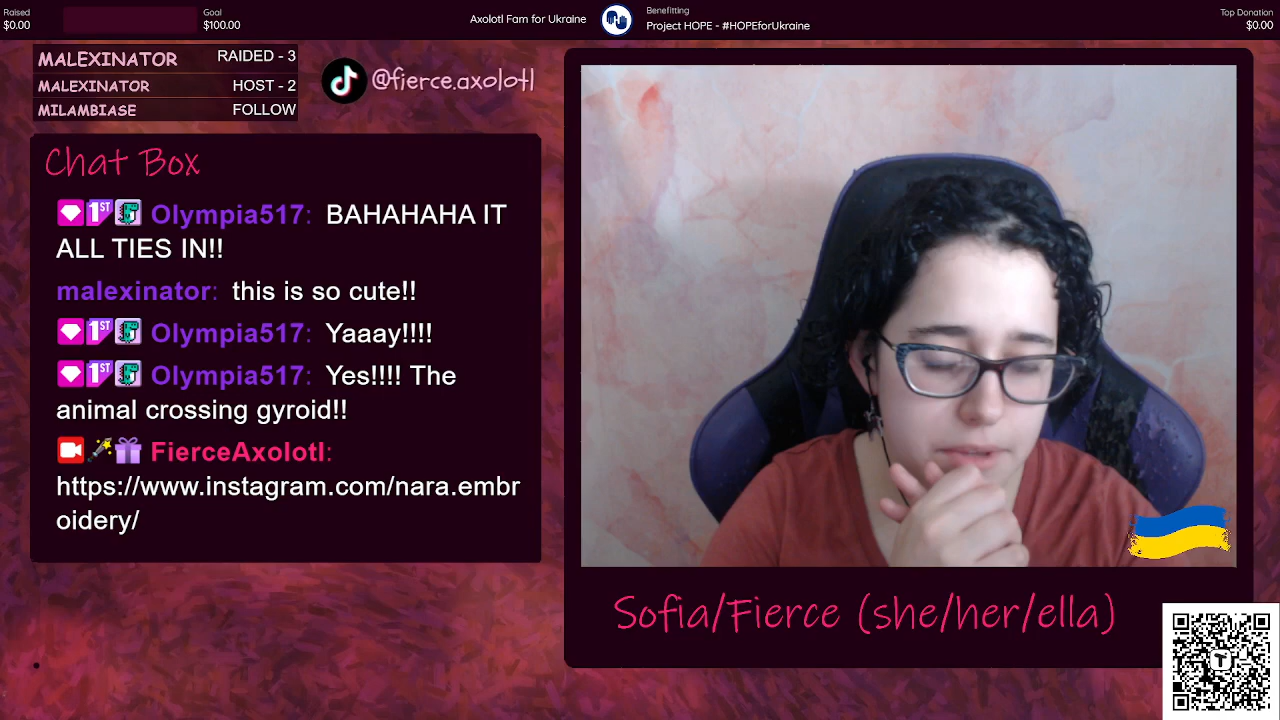 Raised
$0.00
Goal
$100.00
Axolotl Fam for Ukraine
Benefitting
Project HOPE - #HOPEforUkraine
Top Donation
$0.00
MALEXINATOR RAIDED - 3
MALEXINATOR HOST - 2
MILAMBIASE FOLLOW
@fierce.axolotl
Chat Box
1ST Olympia517: BAHAHAHA IT
ALL TIES IN!!
malexinator: this is so cute!!
1ST Olympia517: Yaaay!!!!
1ST Olympia517: Yes!!!! The
animal crossing gyroid!!
FierceAxolotl:
https://www.instagram.com/nara.embr
oidery/
Sofia/Fierce (she/her/ella)
T